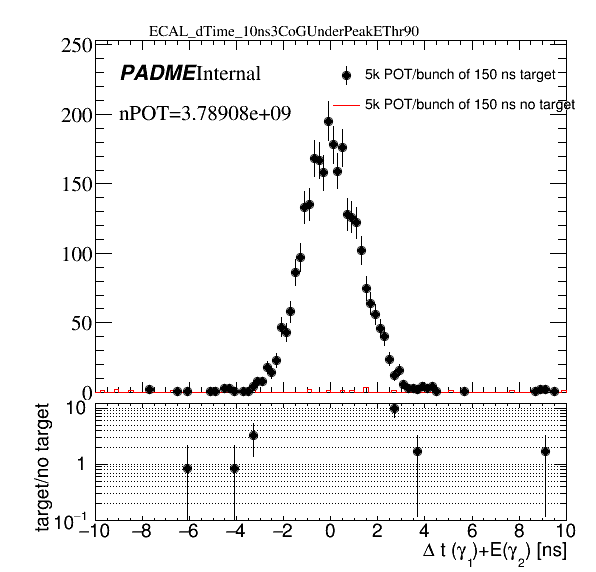 ECAL_dTime_10ns3CoGUnderPeakEThr90
PADME Internal
nPOT=3.78908e+09
5k POT/bunch of 150 ns target
5k POT/bunch of 150 ns no target
250
200
150
100
50
0
target/no target
10
1
10⁻¹
−10 −8 −6 −4 −2 0 2 4 6 8 10
Δ t (γ₁)+E(γ₂) [ns]